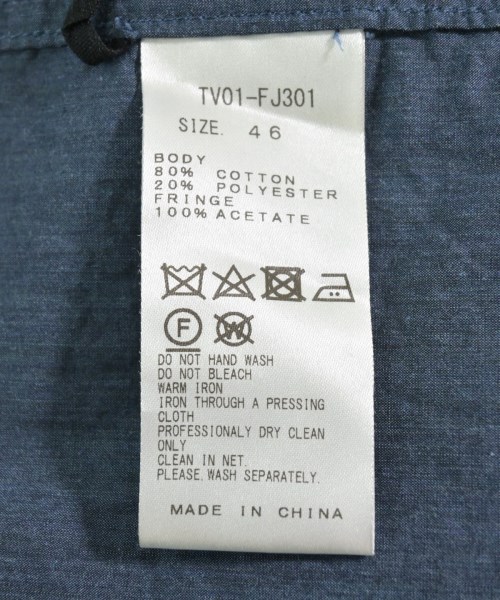 TV01-FJ301
SIZE. 46
BODY
80% COTTON
20% POLYESTER
FRINGE
100% ACETATE
F W
DO NOT HAND WASH
DO NOT BLEACH
WARM IRON
IRON THROUGH A PRESSING
CLOTH
PROFESSIONALY DRY CLEAN
ONLY
CLEAN IN NET.
PLEASE WASH SEPARATELY.
MADE IN CHINA